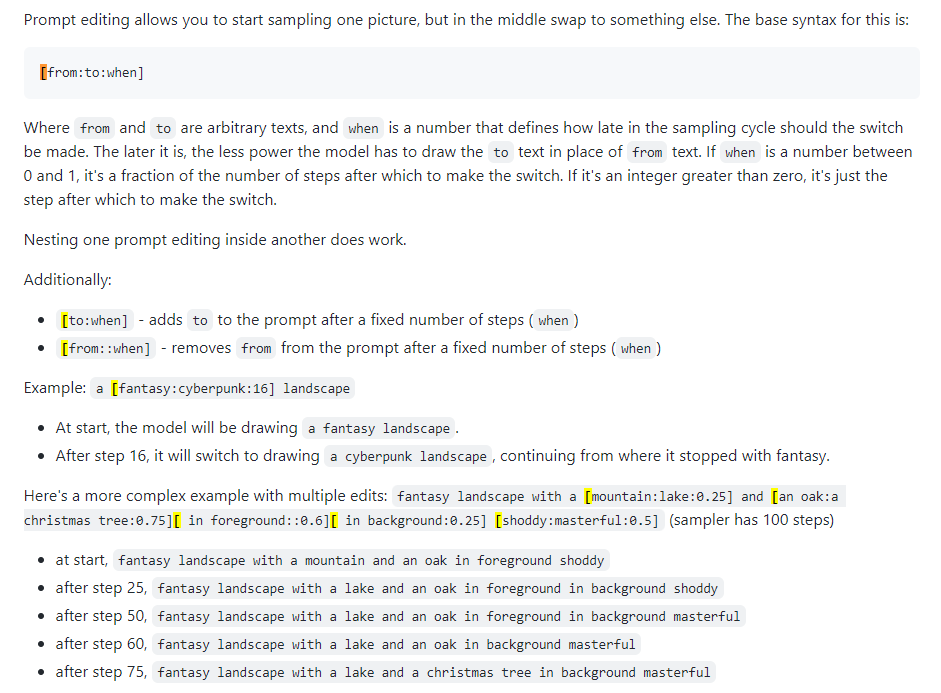 Prompt editing allows you to start sampling one picture, but in the middle swap to something else. The base syntax for this is:
[from:to:when]
Where from and to are arbitrary texts, and when is a number that defines how late in the sampling cycle should the switch
be made. The later it is, the less power the model has to draw the to text in place of from text. If when is a number between
0 and 1, it's a fraction of the number of steps after which to make the switch. If it's an integer greater than zero, it's just the
step after which to make the switch.
Nesting one prompt editing inside another does work.
Additionally:
• [to:when] - adds to to the prompt after a fixed number of steps ( when )
• [from::when] - removes from from the prompt after a fixed number of steps ( when )
Example: a [fantasy:cyberpunk:16] landscape
• At start, the model will be drawing a fantasy landscape .
• After step 16, it will switch to drawing a cyberpunk landscape , continuing from where it stopped with fantasy.
Here's a more complex example with multiple edits: fantasy landscape with a [mountain:lake:0.25] and [an oak:a
christmas tree:0.75][ in foreground::0.6][ in background:0.25] [shoddy:masterful:0.5] (sampler has 100 steps)
• at start, fantasy landscape with a mountain and an oak in foreground shoddy
• after step 25, fantasy landscape with a lake and an oak in foreground in background shoddy
• after step 50, fantasy landscape with a lake and an oak in foreground in background masterful
• after step 60, fantasy landscape with a lake and an oak in background masterful
• after step 75, fantasy landscape with a lake and a christmas tree in background masterful